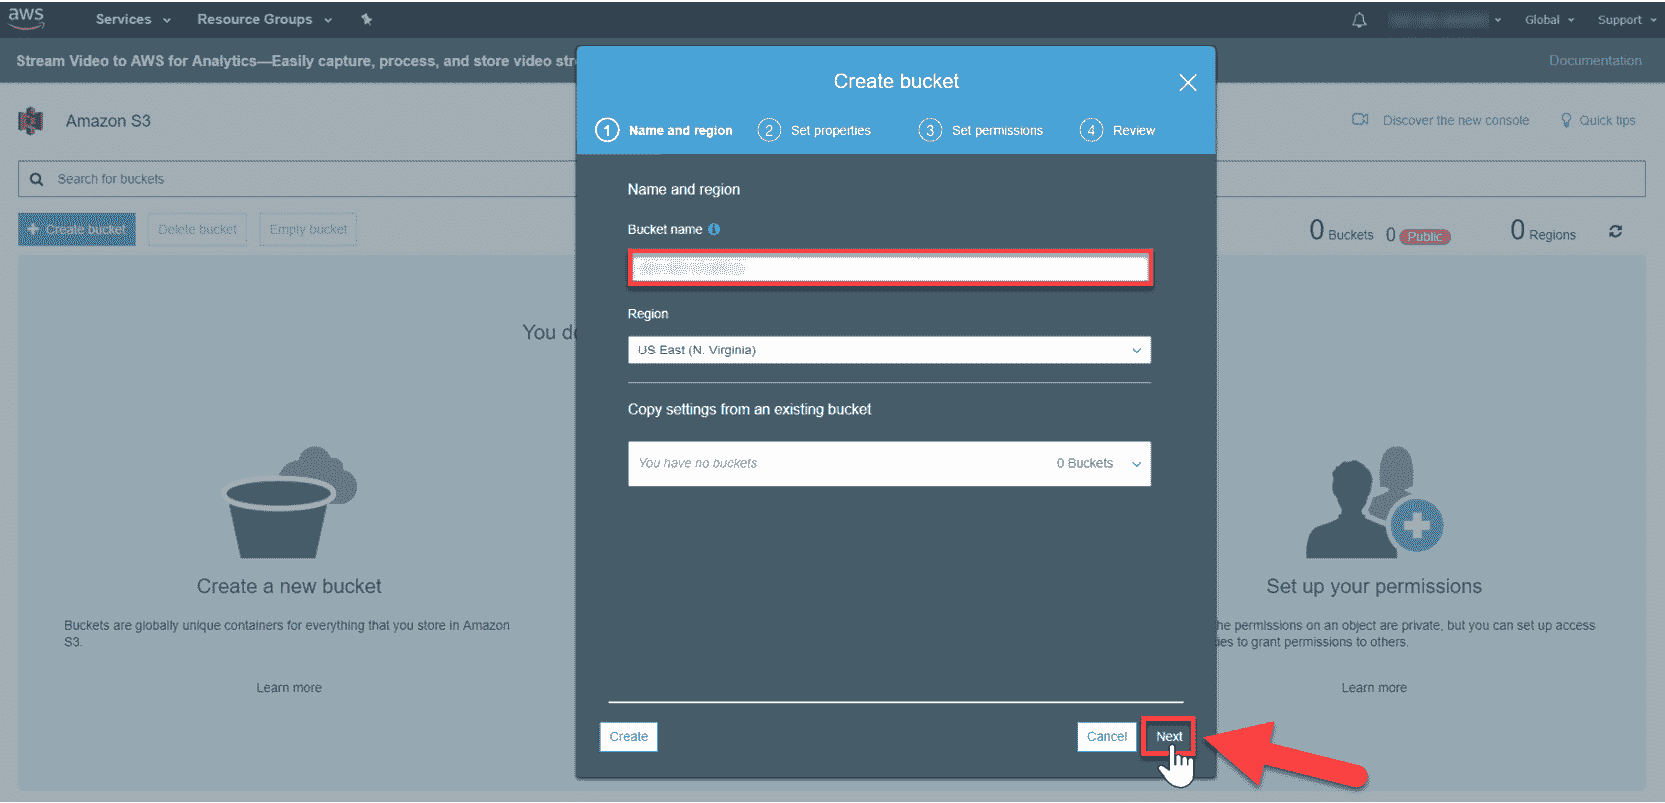 aws Services Resource Groups Global Support
Stream Video to AWS for Analytics—Easily capture, process, and store video Documentation
Create bucket
1 Name and region 2 Set properties 3 Set permissions 4 Review
Amazon S3
Discover the new console Quick tips
Search for buckets
+ Create bucket Delete bucket Empty bucket
0 Buckets 0 Public 0 Regions
Name and region
Bucket name
Region
US East (N. Virginia)
Copy settings from an existing bucket
You have no buckets 0 Buckets
You
Create a new bucket
Buckets are globally unique containers for everything that you store in Amazon
S3.
Learn more
Set up your permissions
the permissions on an object are private, but you can set up access
to grant permissions to others.
Learn more
Create Cancel Next